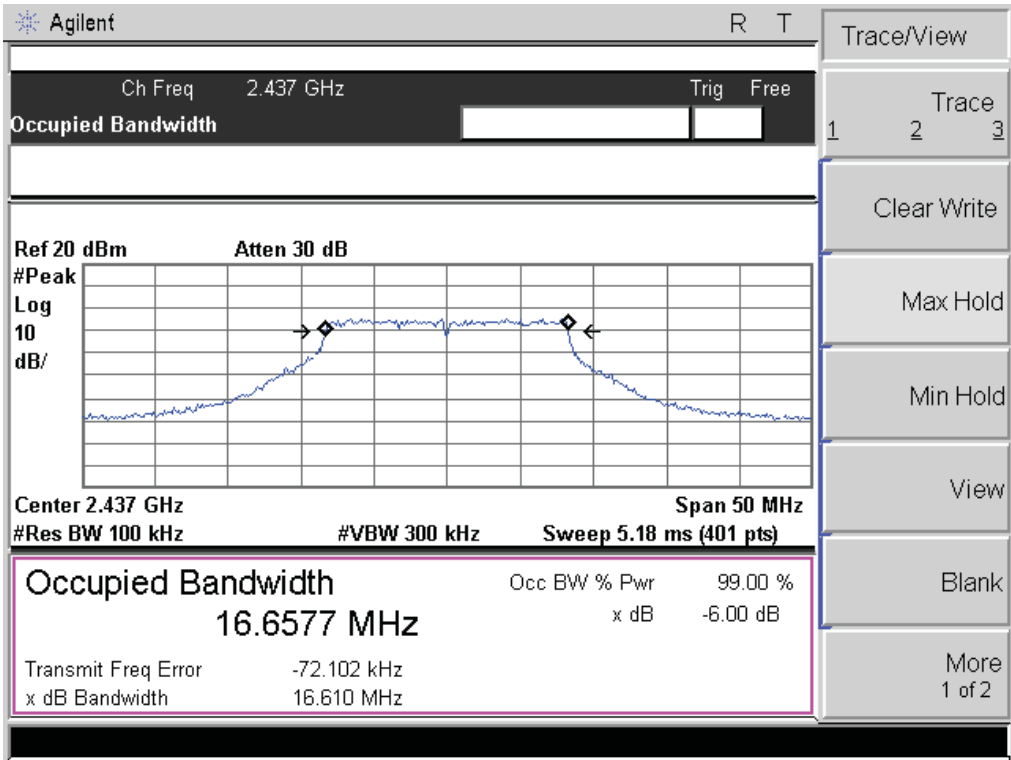 Agilent R T
Trace/View
Ch Freq 2.437 GHz Trig Free
Occupied Bandwidth
Trace
1 2 3
Clear Write
Ref 20 dBm Atten 30 dB
#Peak
Log
10
dB/
Max Hold
Min Hold
View
Center 2.437 GHz Span 50 MHz
#Res BW 100 kHz #VBW 300 kHz Sweep 5.18 ms (401 pts)
Occupied Bandwidth Occ BW % Pwr 99.00 %
16.6577 MHz x dB -6.00 dB
Transmit Freq Error -72.102 kHz
x dB Bandwidth 16.610 MHz
Blank
More
1 of 2